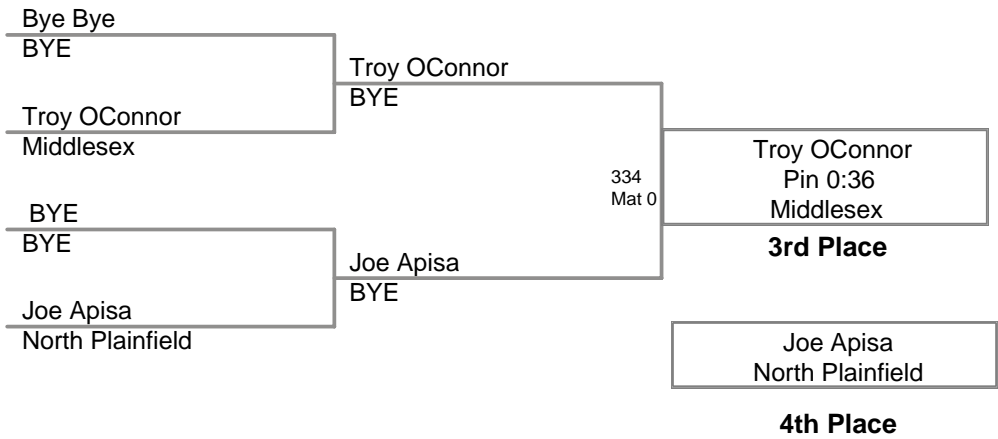 Bye Bye
BYE
Troy OConnor
Middlesex
BYE
BYE
Joe Apisa
North Plainfield
Troy OConnor
BYE
Joe Apisa
BYE
334
Mat 0
Troy OConnor
Pin 0:36
Middlesex
3rd Place
Joe Apisa
North Plainfield
4th Place